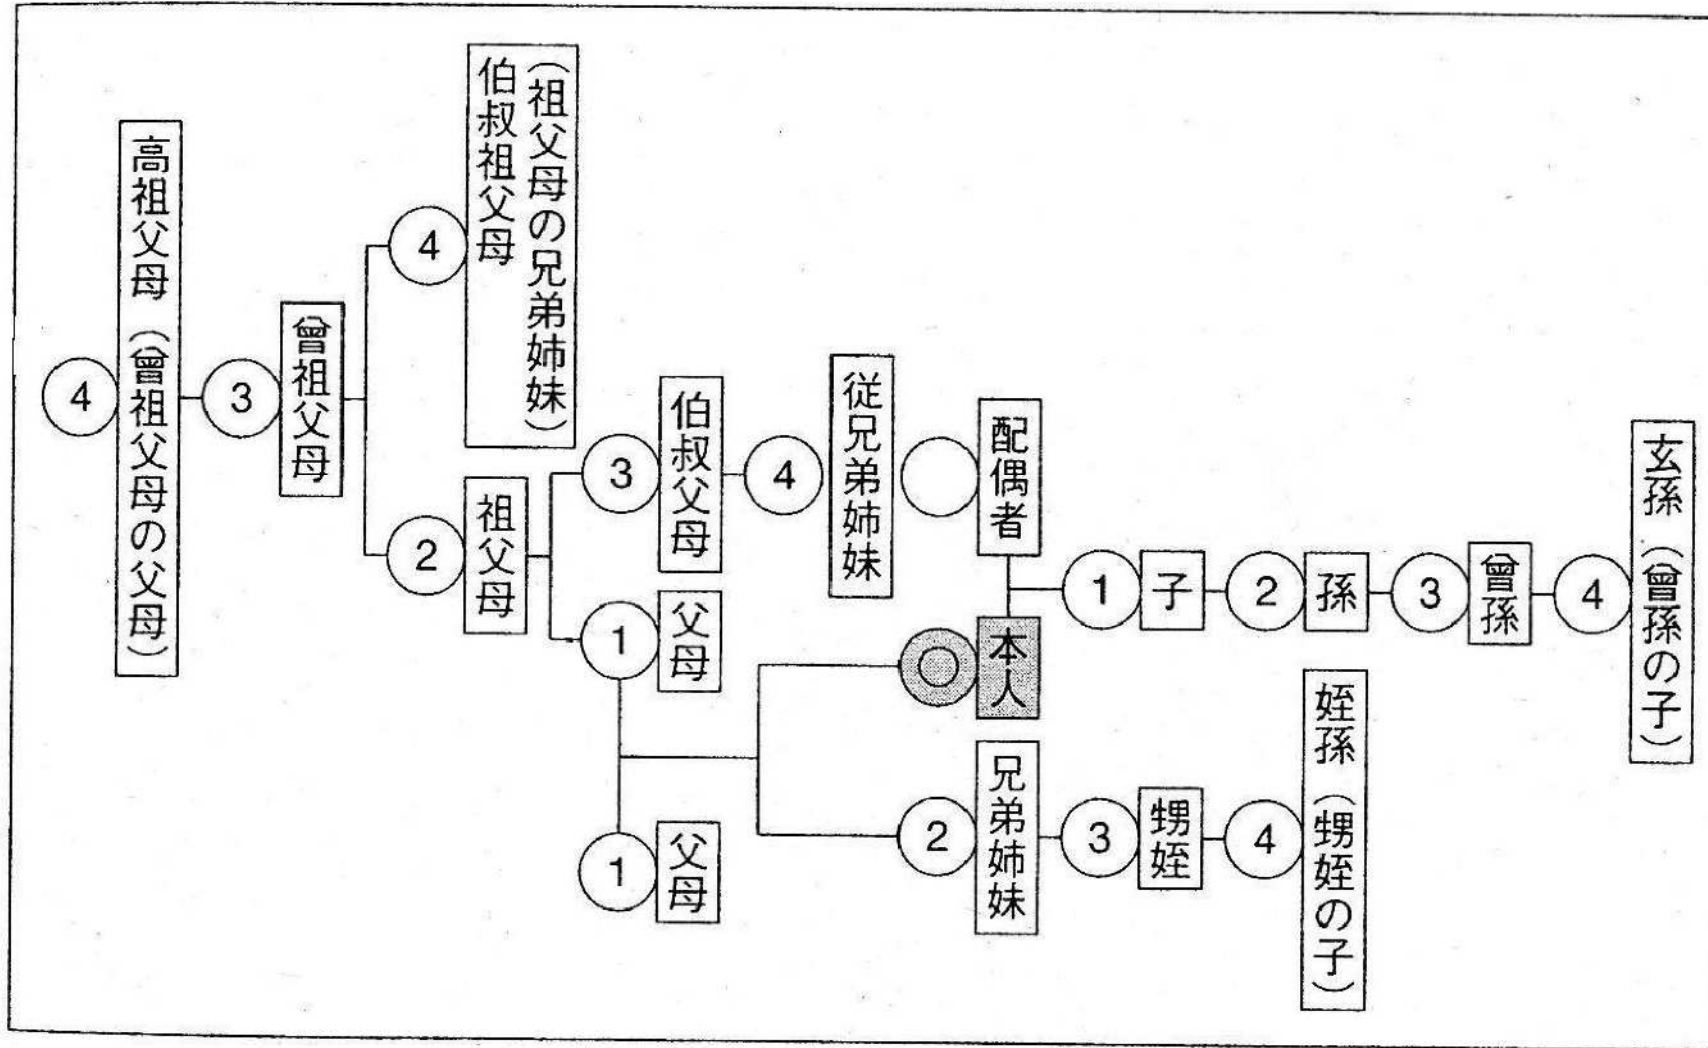 4
高祖父母（曾祖父母の父母）
3
曾祖父母
4
伯叔祖父母
（祖父母の兄弟姉妹）
2
祖父母
3
伯叔父母
4
従兄弟姉妹
配偶者
1
父母
本人
1
子
2
孫
3
曾孫
4
玄孫（曾孫の子）
1
父母
2
兄弟姉妹
3
甥姪
4
姪孫（甥姪の子）